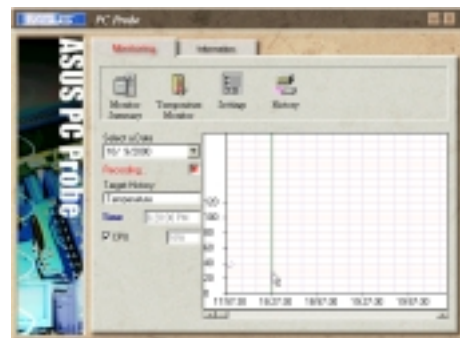 PC Probe
ASUS PC Probe
Monitoring
Information
Monitor Summary
Temperature Monitor
Settings
History
Select a Date
Recording
Target History
Temperature
Time
CPU
120
100
80
60
40
20
0